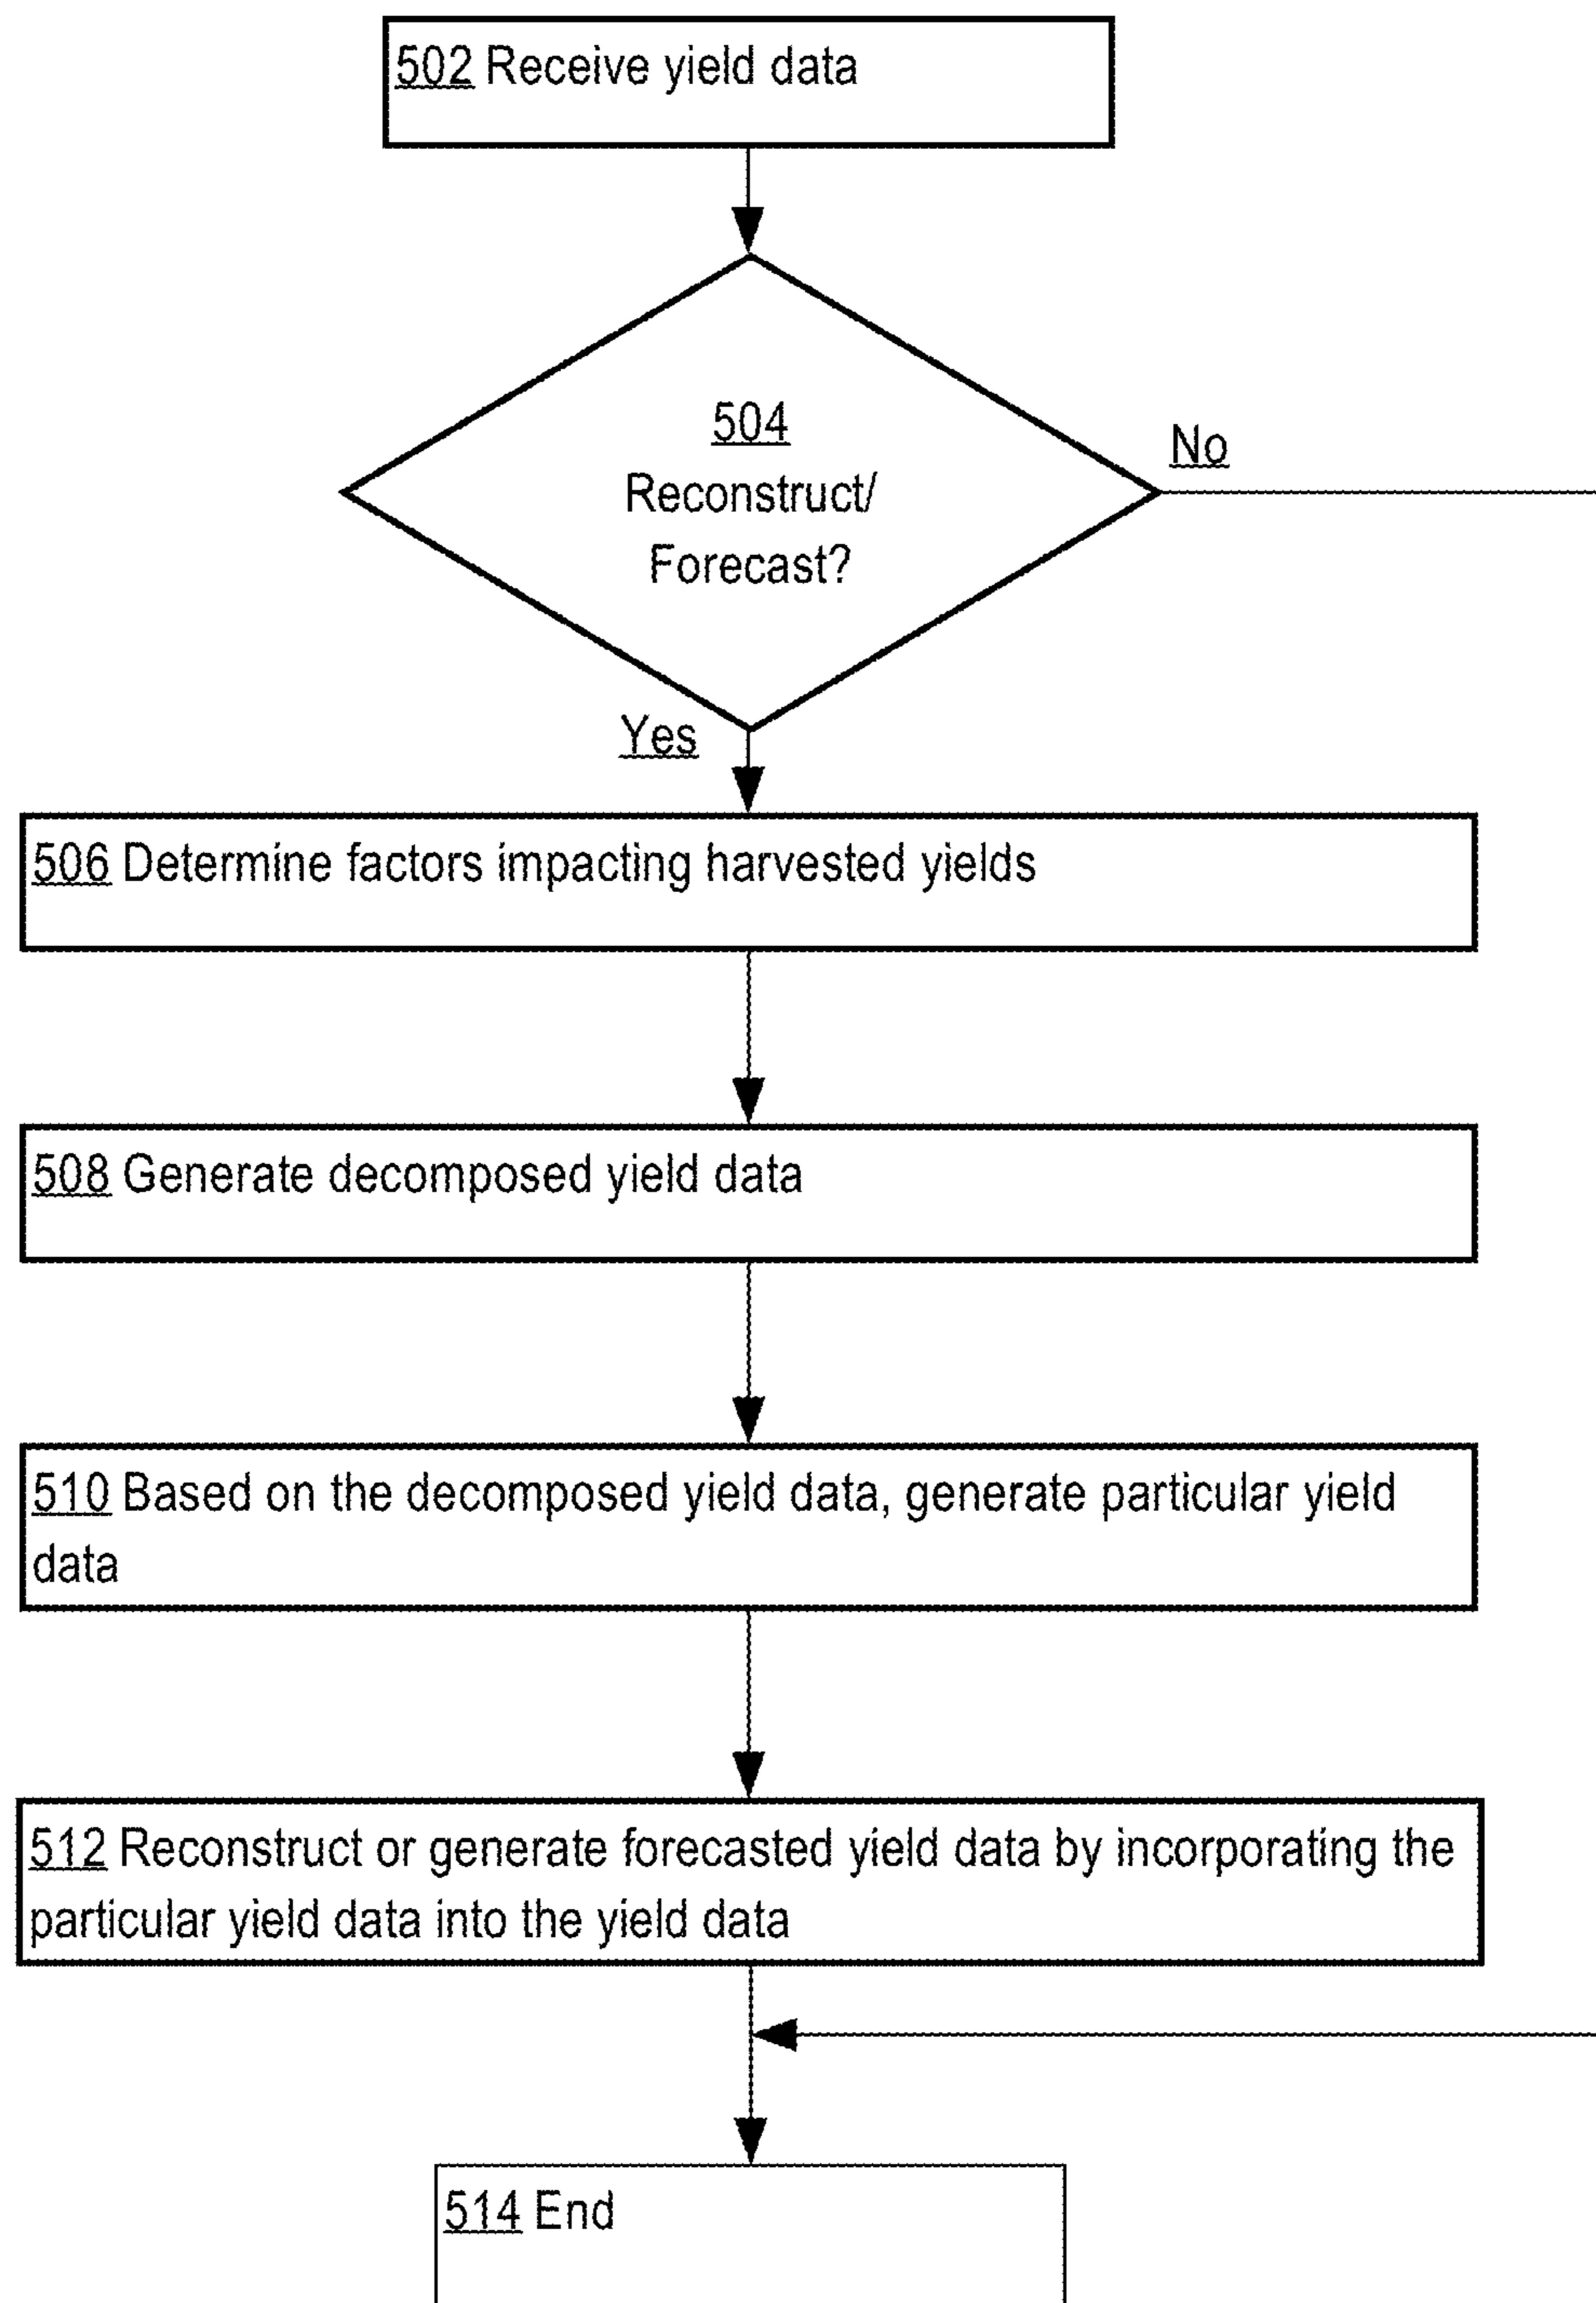 502 Receive yield data
504
Reconstruct/
Forecast?
No
Yes
506 Determine factors impacting harvested yields
508 Generate decomposed yield data
510 Based on the decomposed yield data, generate particular yield
data
512 Reconstruct or generate forecasted yield data by incorporating the
particular yield data into the yield data
514 End